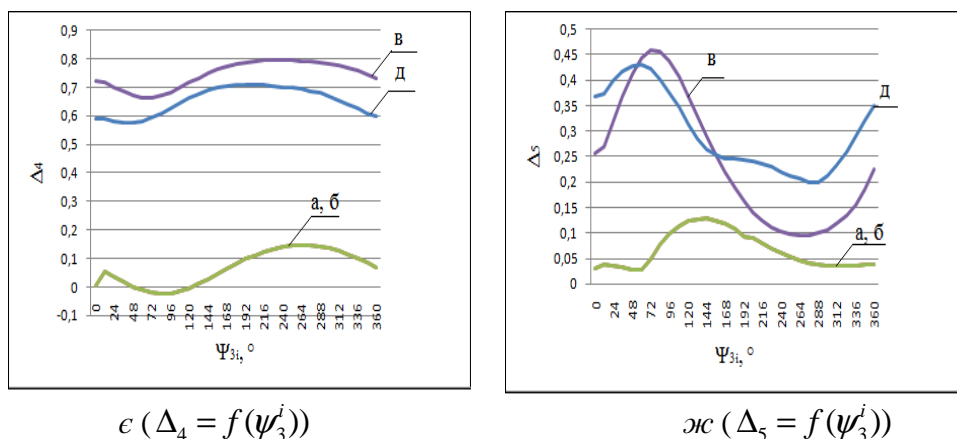 0,9
0,8
0,7
0,6
0,5
0,4
0,3
0,2
0,1
0
-0,1
Δ4
в
Д
а, б
0 24 48 72 96 120 144 168 192 216 240 264 288 312 336 360
Ψ3i, °
є (Δ4 = f(ψ3^i))
0,5
0,45
0,4
0,35
0,3
0,25
0,2
0,15
0,1
0,05
0
Δ5
в
Д
а, б
0 24 48 72 96 120 144 168 192 216 240 264 288 312 336 360
Ψ3i, °
ж (Δ5 = f(ψ3^i))